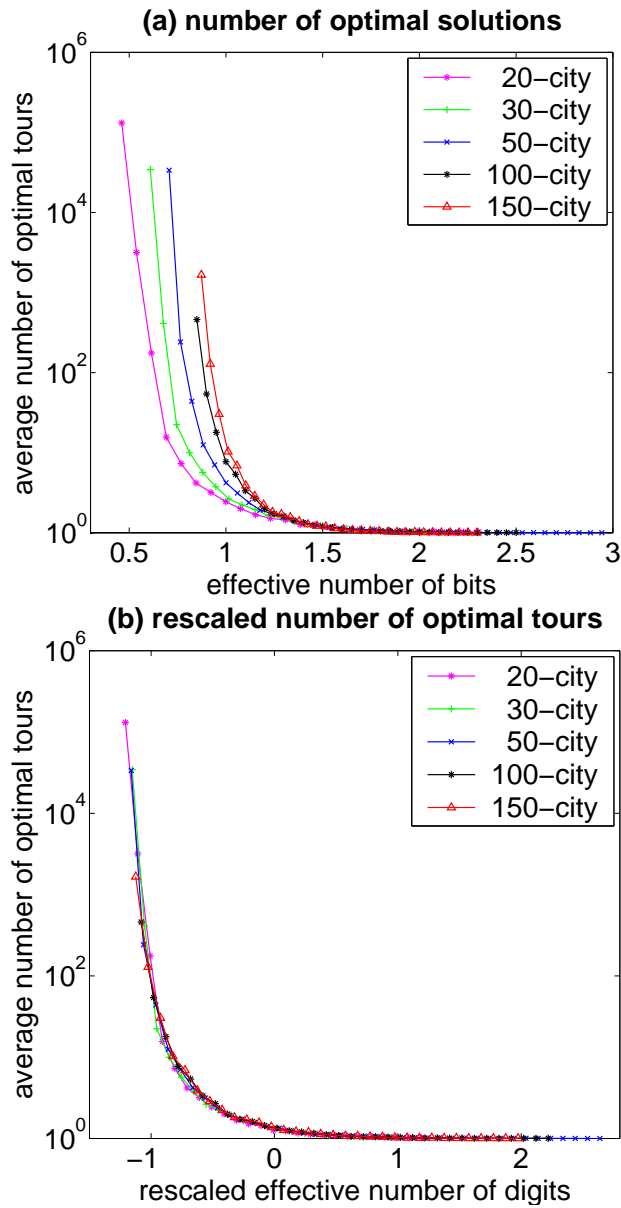 (a) number of optimal solutions
10^6
10^4
10^2
10^0
average number of optimal tours
20−city
30−city
50−city
100−city
150−city
0.5 1 1.5 2 2.5 3
effective number of bits
(b) rescaled number of optimal tours
10^6
10^4
10^2
10^0
average number of optimal tours
20−city
30−city
50−city
100−city
150−city
−1 0 1 2
rescaled effective number of digits